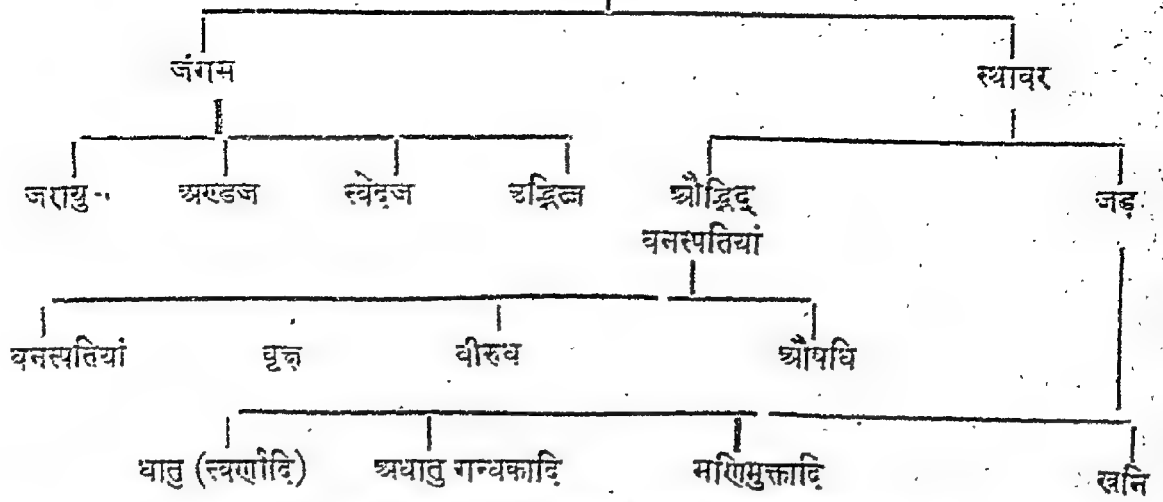 जंगम स्थावर
जरायु अण्डज स्वेदज उद्भिज्ज औद्भिद् जड़
वनस्पतियां
वनस्पतियां वृक्ष वीरुध औषधि
धातु (स्वर्णादि) अधातु गन्धकादि मणिमुक्तादि खनि